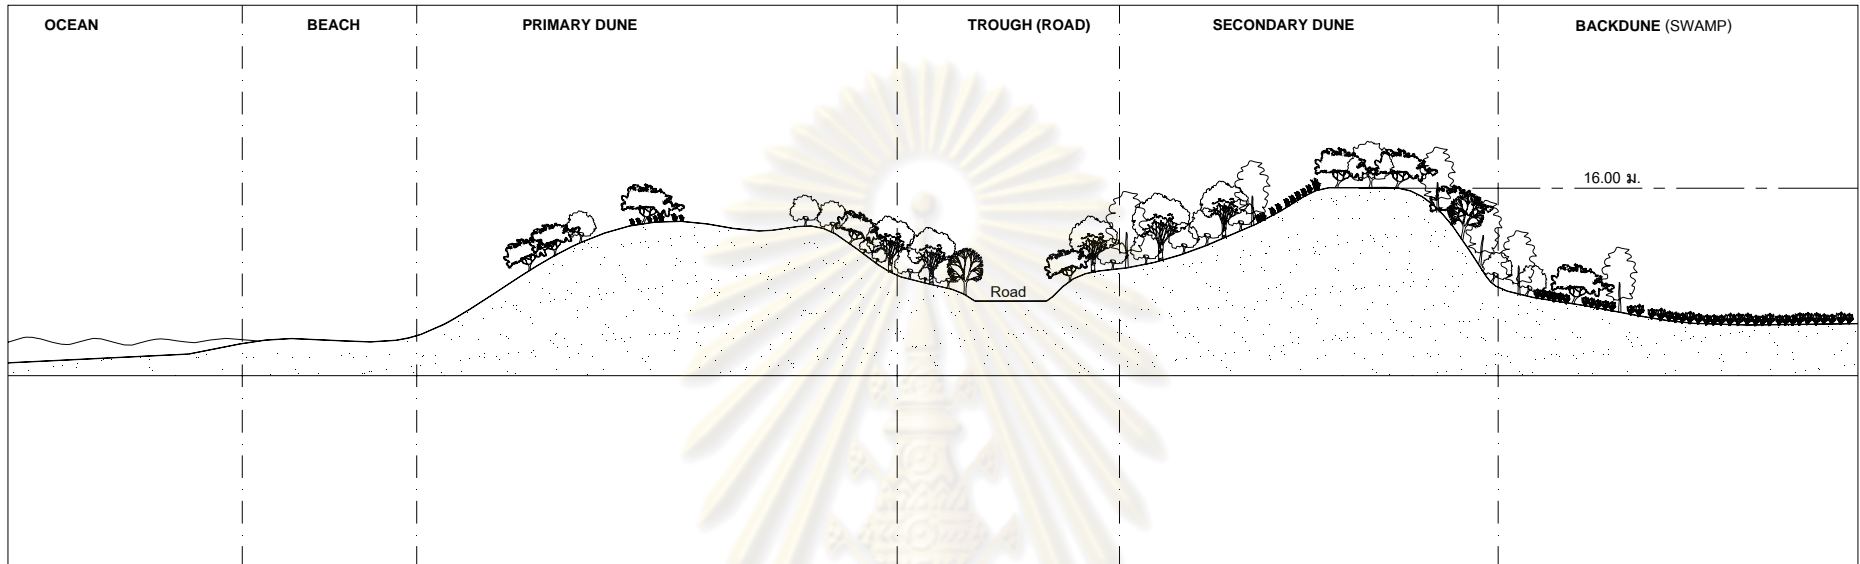 OCEAN
BEACH
PRIMARY DUNE
TROUGH (ROAD)
SECONDARY DUNE
BACKDUNE (SWAMP)
16.00 ม.
Road